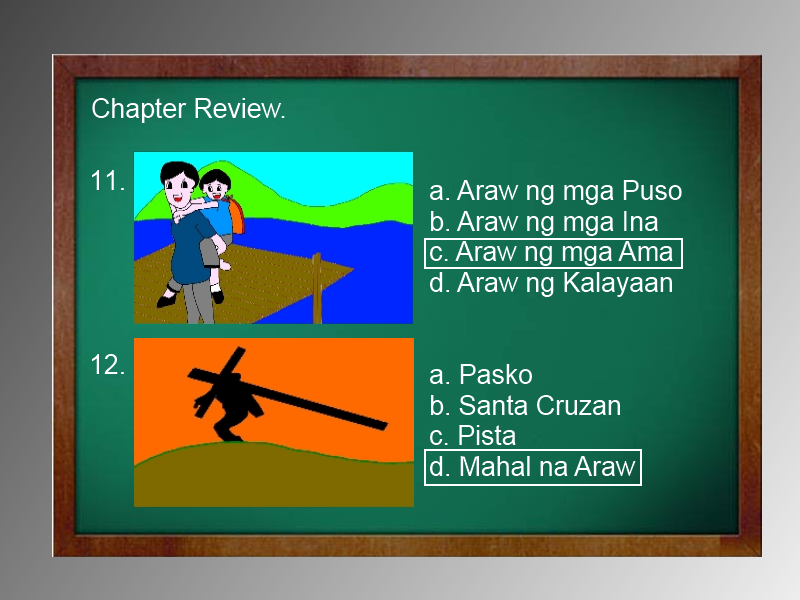 Chapter Review.
11.
a. Araw ng mga Puso
b. Araw ng mga Ina
c. Araw ng mga Ama
d. Araw ng Kalayaan
12.
a. Pasko
b. Santa Cruzan
c. Pista
d. Mahal na Araw